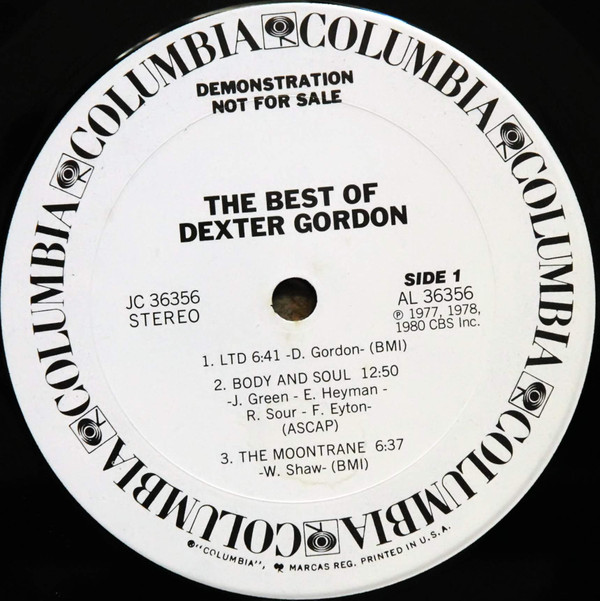 COLUMBIA COLUMBIA COLUMBIA COLUMBIA COLUMBIA COLUMBIA COLUMBIA COLUMBIA
DEMONSTRATION
NOT FOR SALE
THE BEST OF
DEXTER GORDON
JC 36356
STEREO
SIDE 1
AL 36356
℗ 1977, 1978,
1980 CBS Inc.
1. LTD 6:41 -D. Gordon- (BMI)
2. BODY AND SOUL 12:50
-J. Green - E. Heyman -
R. Sour - F. Eyton-
(ASCAP)
3. THE MOONTRANE 6:37
-W. Shaw- (BMI)
®"COLUMBIA", MARCAS REG. PRINTED IN U.S.A.